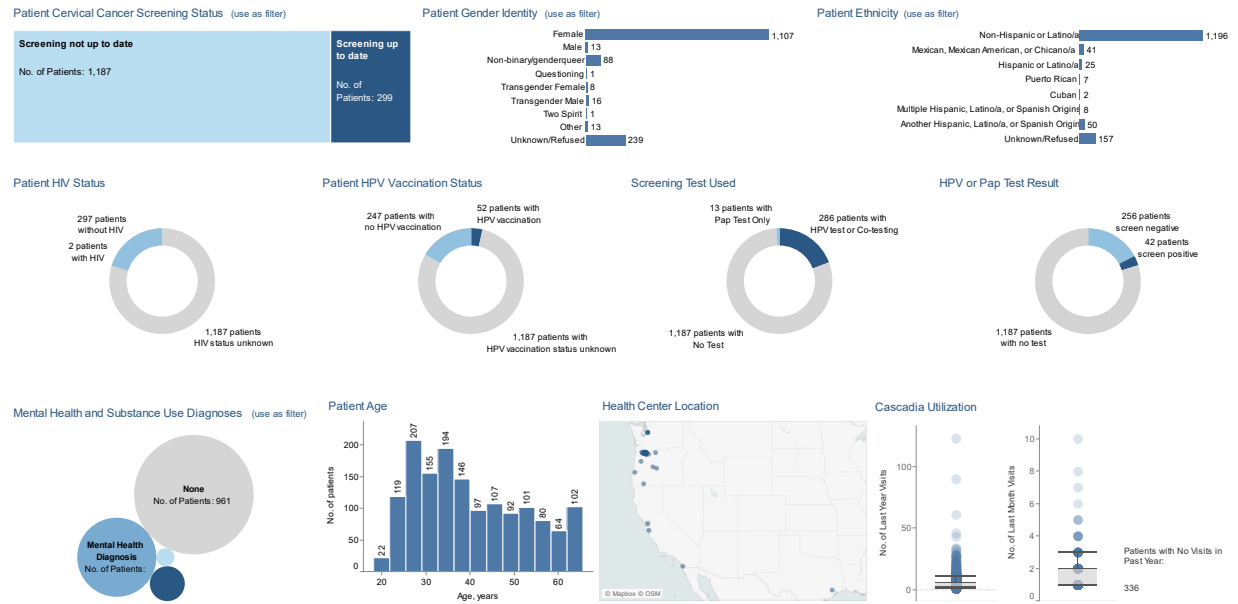 Patient Cervical Cancer Screening Status (use as filter)
Screening not up to date
No. of Patients: 1,187
Screening up
to date
No. of
Patients: 299
Patient Gender Identity (use as filter)
Female 1,107
Male 13
Non-binary/genderqueer 88
Questioning 1
Transgender Female 8
Transgender Male 16
Two Spirit 1
Other 13
Unknown/Refused 239
Patient Ethnicity (use as filter)
Non-Hispanic or Latino/a 1,196
Mexican, Mexican American, or Chicano/a 41
Hispanic or Latino/a 25
Puerto Rican 7
Cuban 2
Multiple Hispanic, Latino/a, or Spanish Origins 8
Another Hispanic, Latino/a, or Spanish Origin 50
Unknown/Refused 157
Patient HIV Status
297 patients
without HIV
2 patients
with HIV
1,187 patients
HIV status unknown
Patient HPV Vaccination Status
247 patients with
no HPV vaccination
52 patients with
HPV vaccination
1,187 patients with
HPV vaccination status unknown
Screening Test Used
13 patients with
Pap Test Only
286 patients with
HPV test or Co-testing
1,187 patients with
No Test
HPV or Pap Test Result
256 patients
screen negative
42 patients
screen positive
1,187 patients
with no test
Mental Health and Substance Use Diagnoses (use as filter)
None
No. of Patients: 961
Mental Health
Diagnosis
No. of Patients:
Patient Age
No. of patients
200
150
100
50
0
22
119
207
155
194
146
97
107
92
101
80
64
102
20
30
40
50
60
Age, years
Health Center Location
© Mapbox © OSM
Cascadia Utilization
No. of Last Year Visits
100
50
0
No. of Last Month Visits
10
8
6
4
2
0
Patients with No Visits in
Past Year:
336